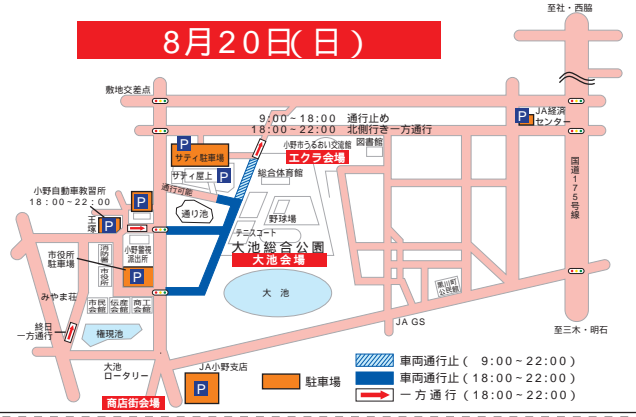 8月20日(日)
至・社・西脇
敷地交差点
9:00~18:00 通行止め
18:00~22:00 北側行き一方通行
P
JA経済
センター
P
サティ駐車場
小野市うるおい交流館
エクラ会場
図書館
サティ屋上
P
総合体育館
通行可能
国道175号線
小野自動車教習所
18:00~22:00
P
P
王塚
通り池
野球場
テニスコート
小野警視
派出所
大池総合公園
大池会場
市役所
駐車場
消防署
市役所
P
みやま荘
市民
会館
伝産
会館
商工
会館
大池
黒川町
公民館
終日
一方通行
権現池
JA GS
至・三木・明石
大池
ロータリー
JA小野支店
P
商店街会場
駐車場
車両通行止( 9:00~22:00)
車両通行止(18:00~22:00)
一方通行(18:00~22:00)